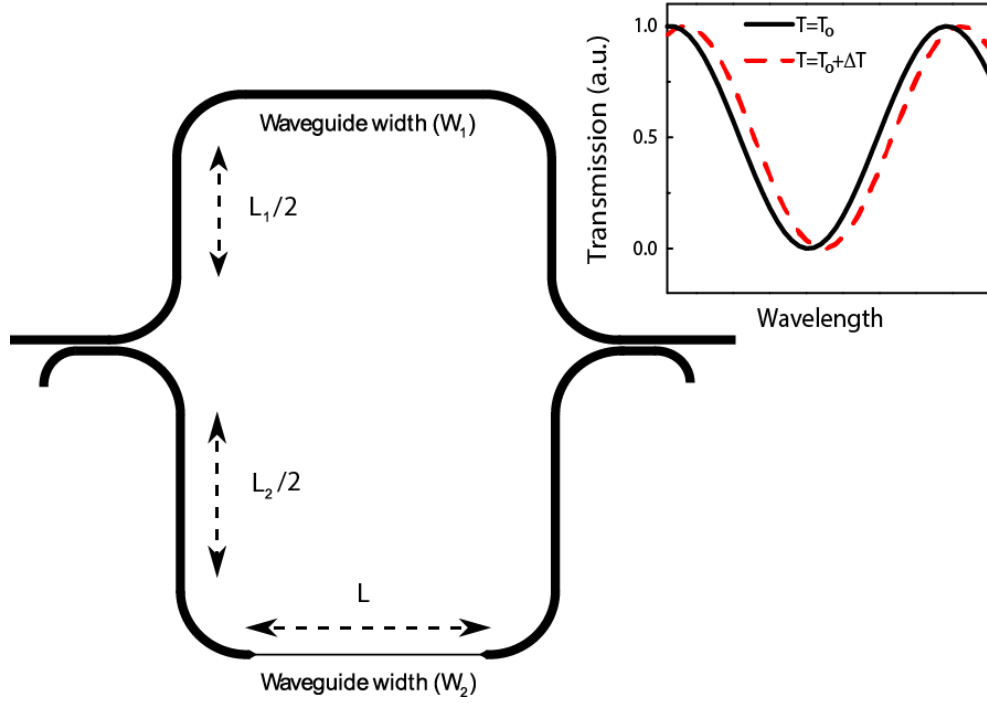 1.0
T=T₀
T=T₀+ΔT
0.5
0.0
Transmission (a.u.)
Wavelength
Waveguide width (W₁)
L₁/2
L₂/2
L
Waveguide width (W₂)